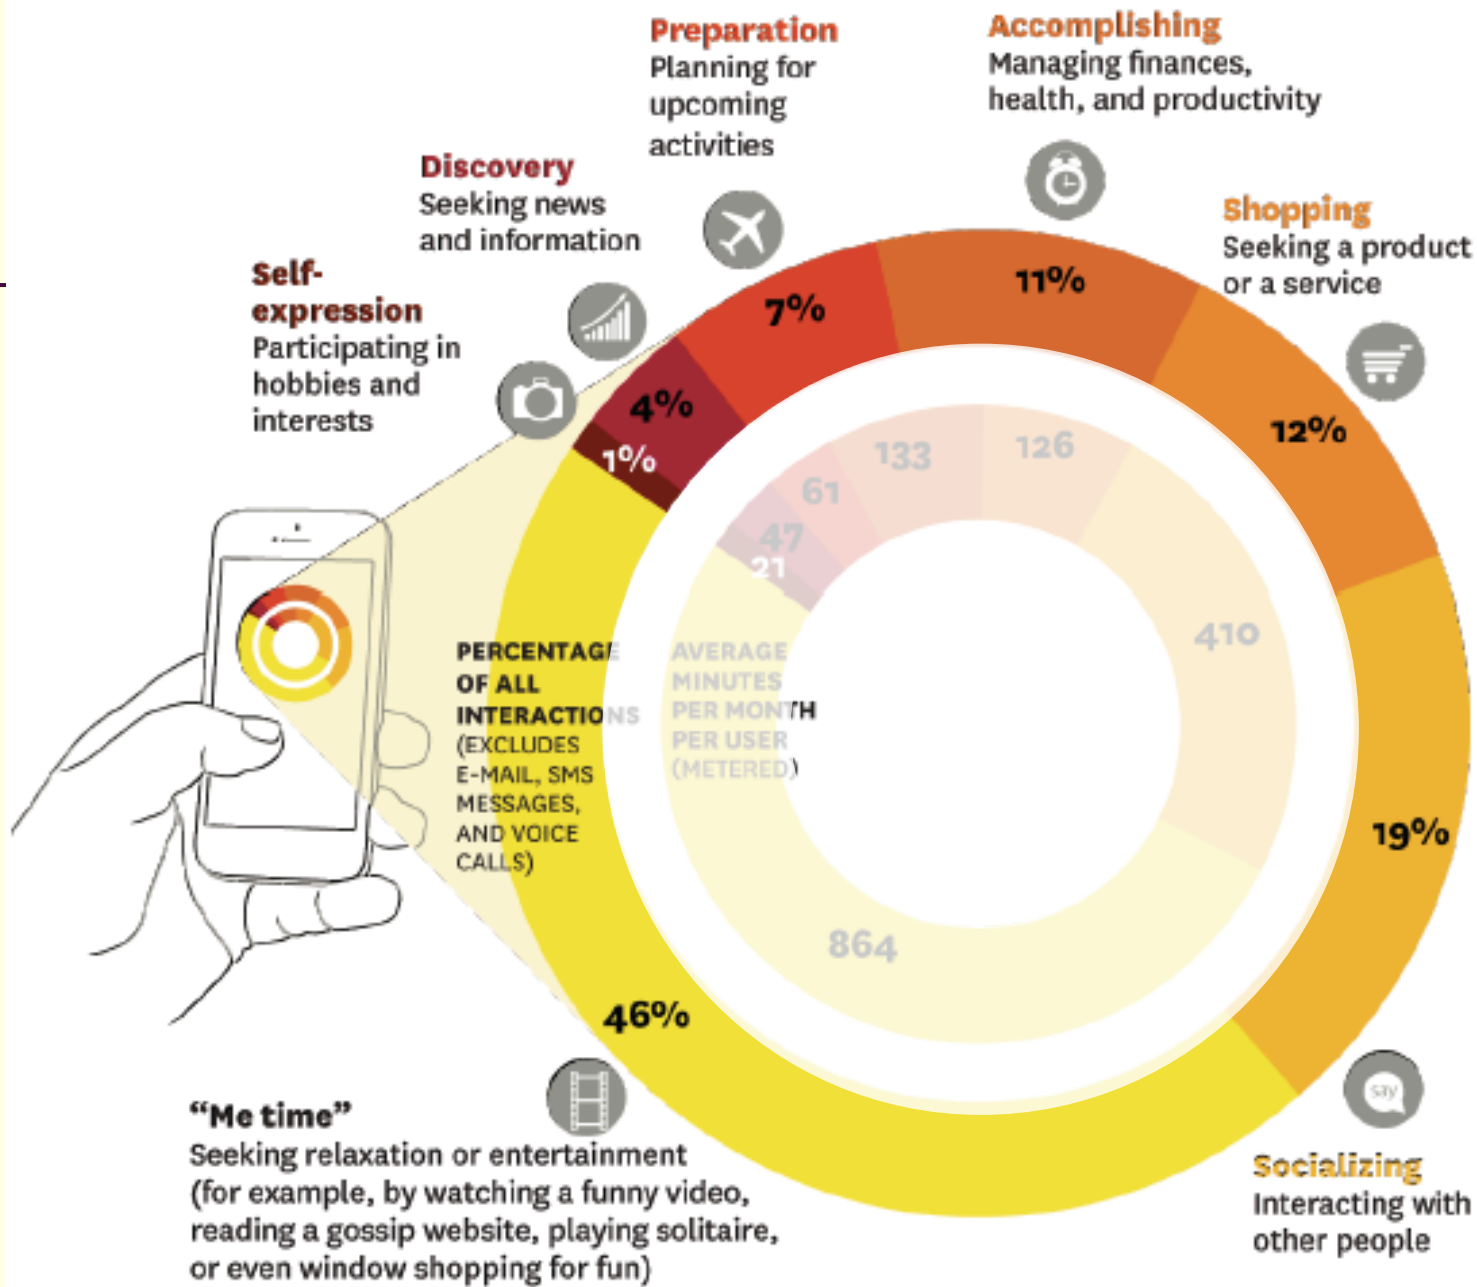 Preparation
Planning for
upcoming
activities
Accomplishing
Managing finances,
health, and productivity
Discovery
Seeking news
and information
Shopping
Seeking a product
or a service
Self-
expression
Participating in
hobbies and
interests
7%
11%
4%
12%
1%
133
126
61
47
21
410
PERCENTAGE
OF ALL
INTERACTIONS
(EXCLUDES
E-MAIL, SMS
MESSAGES,
AND VOICE
CALLS)
AVERAGE
MINUTES
PER MONTH
PER USER
(METERED)
19%
864
46%
say
"Me time"
Seeking relaxation or entertainment
(for example, by watching a funny video,
reading a gossip website, playing solitaire,
or even window shopping for fun)
Socializing
Interacting with
other people